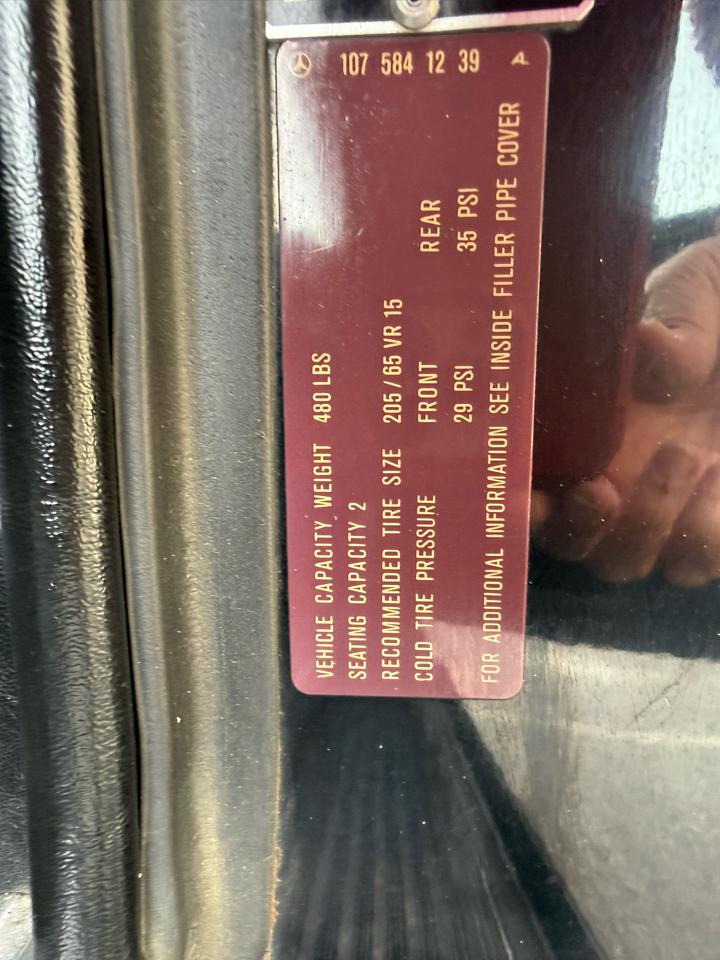 107 584 12 39 A
VEHICLE CAPACITY WEIGHT 480 LBS
SEATING CAPACITY 2
RECOMMENDED TIRE SIZE 205/65 VR 15
COLD TIRE PRESSURE FRONT REAR
29 PSI 35 PSI
FOR ADDITIONAL INFORMATION SEE INSIDE FILLER PIPE COVER